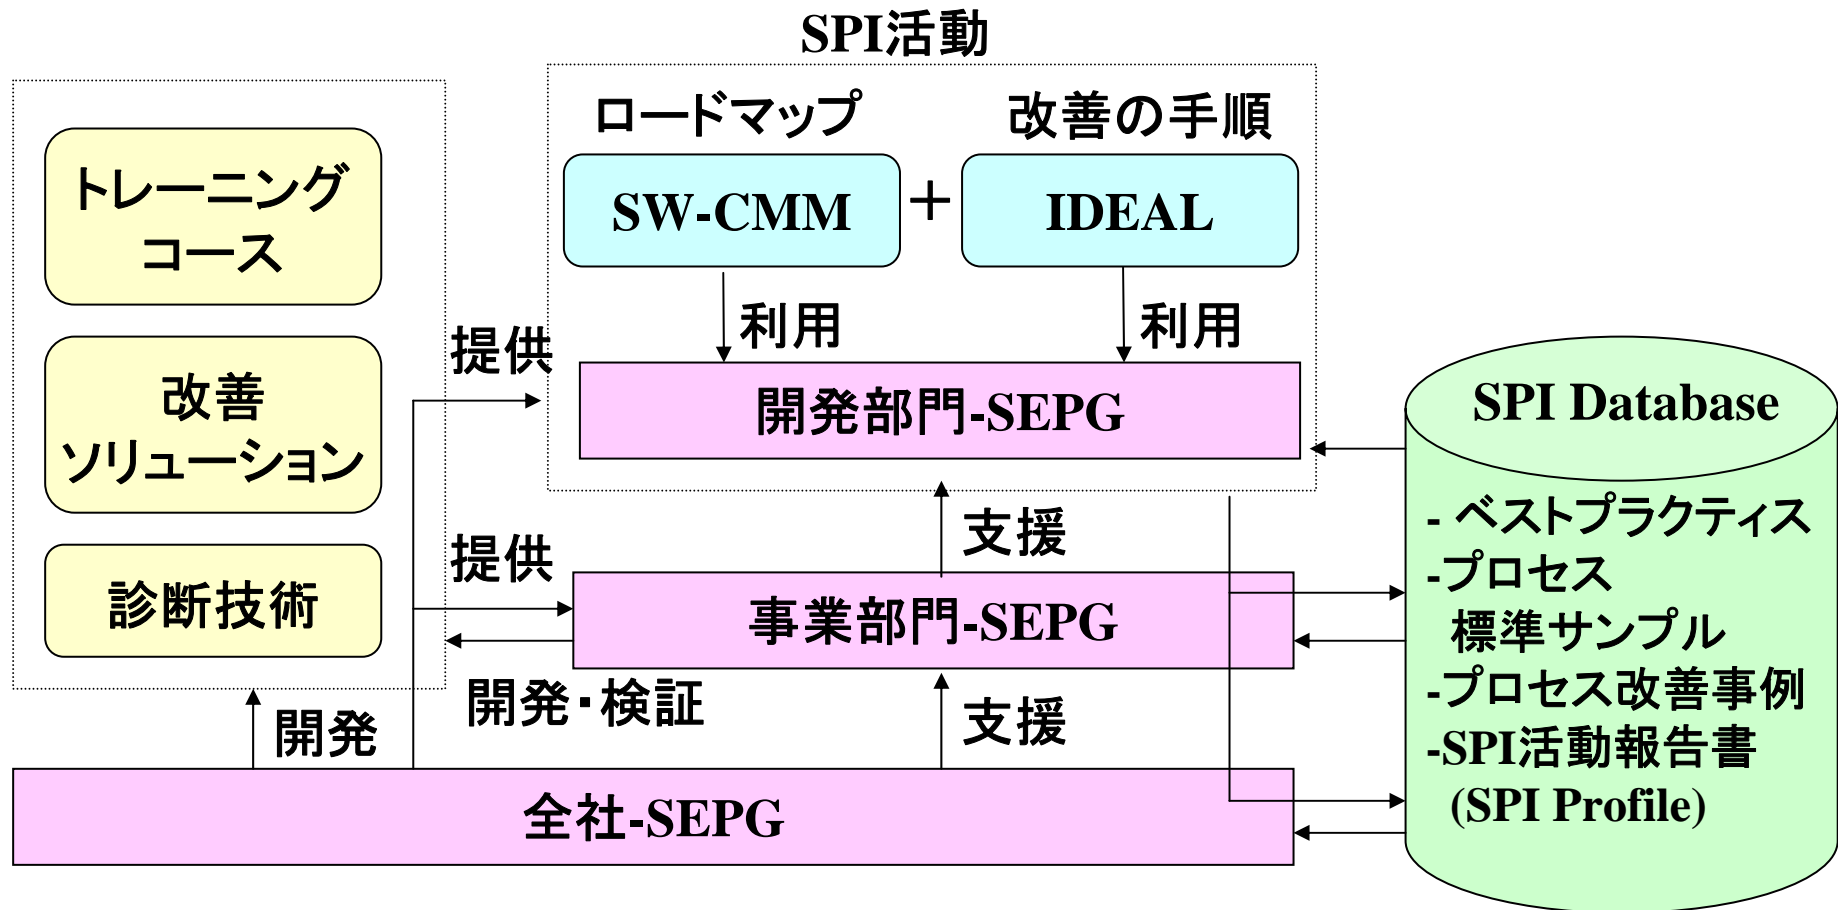 SPI活動
ロードマップ
改善の手順
SW-CMM
+
IDEAL
利用
利用
開発部門-SEPG
トレーニング
コース
改善
ソリューション
診断技術
提供
提供
支援
事業部門-SEPG
開発・検証
開発
支援
全社-SEPG
SPI Database
- ベストプラクティス
-プロセス
標準サンプル
-プロセス改善事例
-SPI活動報告書
(SPI Profile)